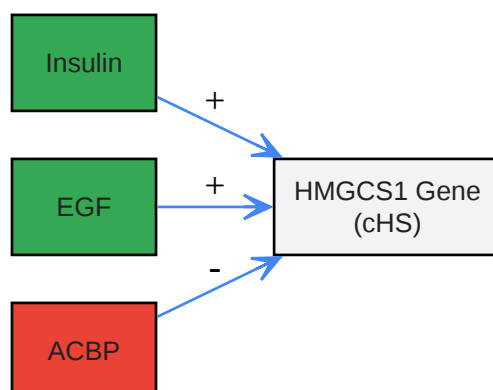 Insulin
+
EGF
+
HMGCS1 Gene
(cHS)
-
ACBP